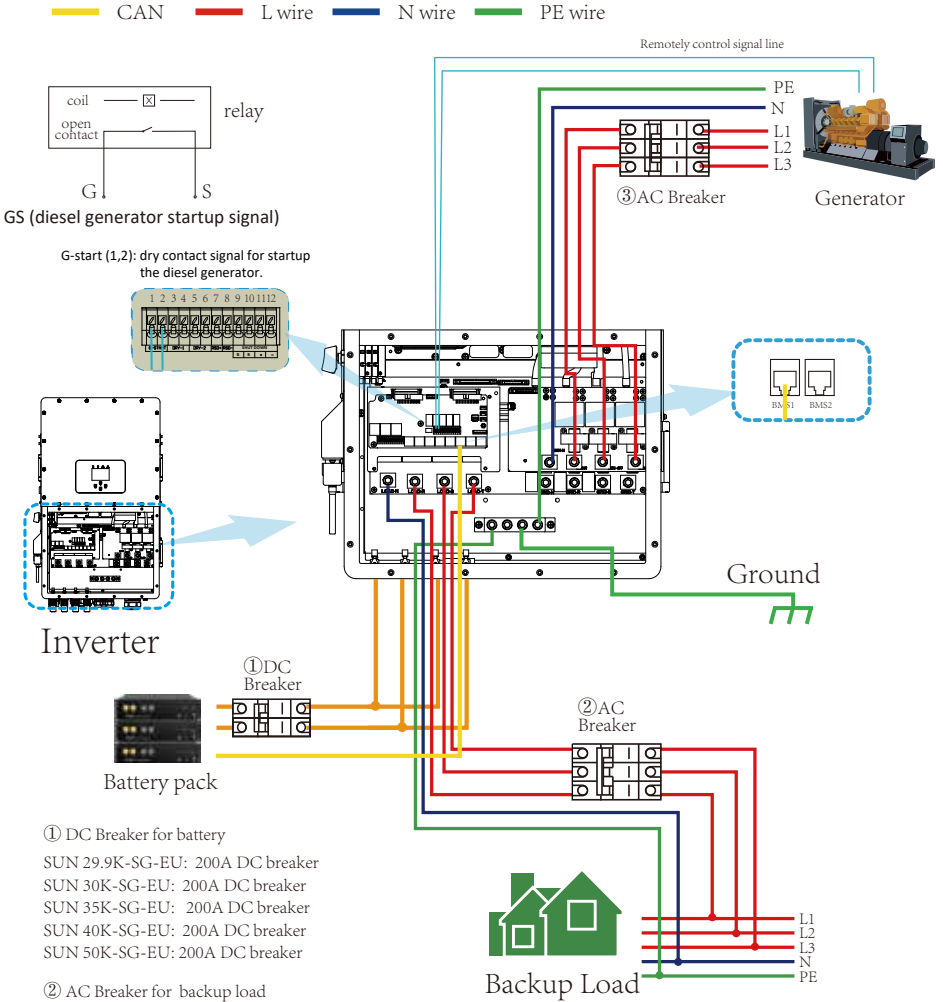 CAN L wire N wire PE wire
Remotely control signal line
PE
N
L1
L2
L3
coil
X
open
contact
relay
G S
GS (diesel generator startup signal)
③AC Breaker
Generator
G-start (1,2): dry contact signal for startup
the diesel generator.
1 2 3 4 5 6 7 8 9 10 11 12
BMS1 BMS2
Ground
Inverter
①DC
Breaker
②AC
Breaker
Battery pack
① DC Breaker for battery
SUN 29.9K-SG-EU: 200A DC breaker
SUN 30K-SG-EU: 200A DC breaker
SUN 35K-SG-EU: 200A DC breaker
SUN 40K-SG-EU: 200A DC breaker
SUN 50K-SG-EU: 200A DC breaker
② AC Breaker for backup load
L1
L2
L3
N
PE
Backup Load